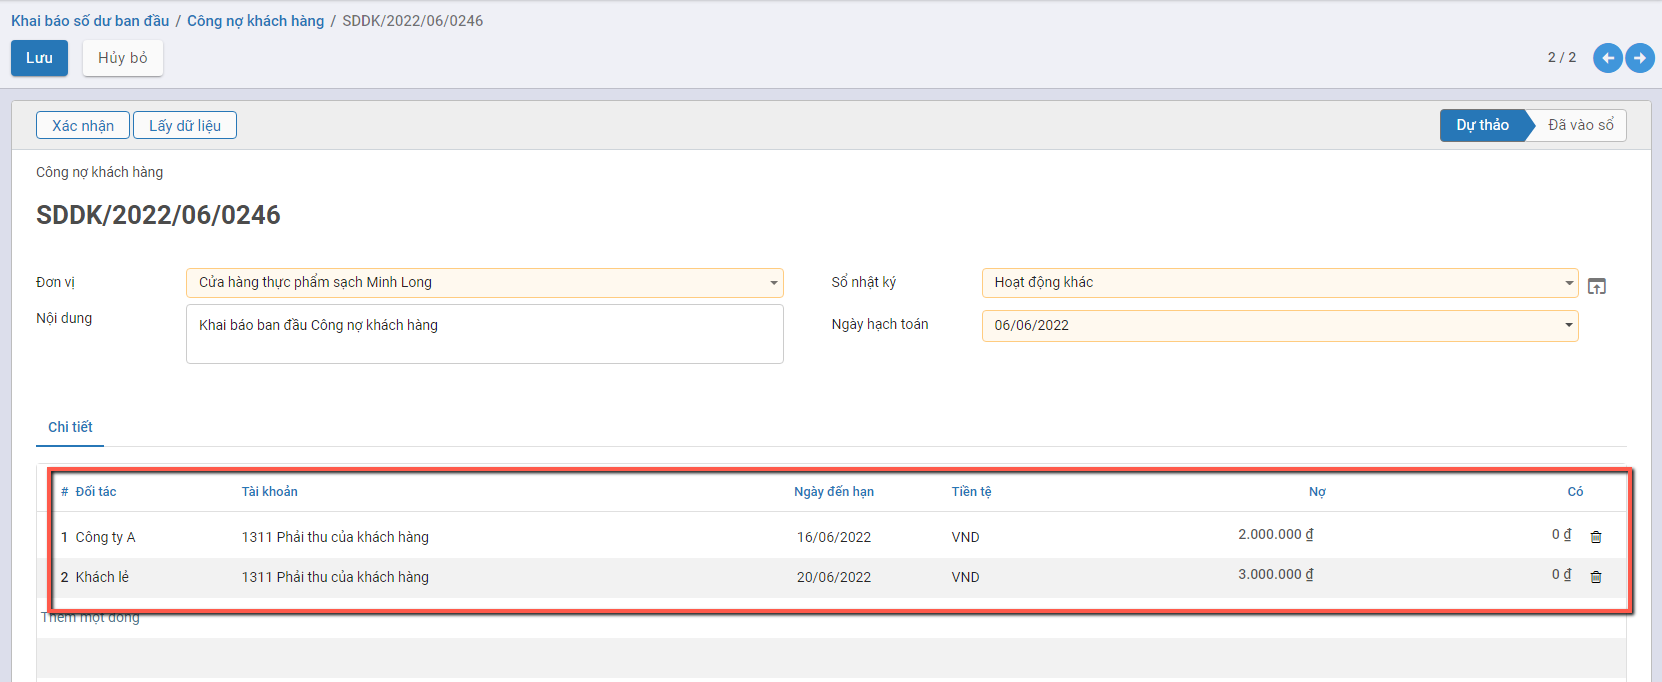 Khai báo số dư ban đầu / Công nợ khách hàng / SDDK/2022/06/0246
Lưu Hủy bỏ 2 / 2
Xác nhận Lấy dữ liệu Dự thảo Đã vào sổ
Công nợ khách hàng
SDDK/2022/06/0246
Đơn vị Cửa hàng thực phẩm sạch Minh Long Sổ nhật ký Hoạt động khác
Nội dung Khai báo ban đầu Công nợ khách hàng Ngày hạch toán 06/06/2022
Chi tiết
# Đối tác Tài khoản Ngày đến hạn Tiền tệ Nợ Có
1 Công ty A 1311 Phải thu của khách hàng 16/06/2022 VND 2.000.000 ₫ 0 ₫
2 Khách lẻ 1311 Phải thu của khách hàng 20/06/2022 VND 3.000.000 ₫ 0 ₫
Thêm một dòng